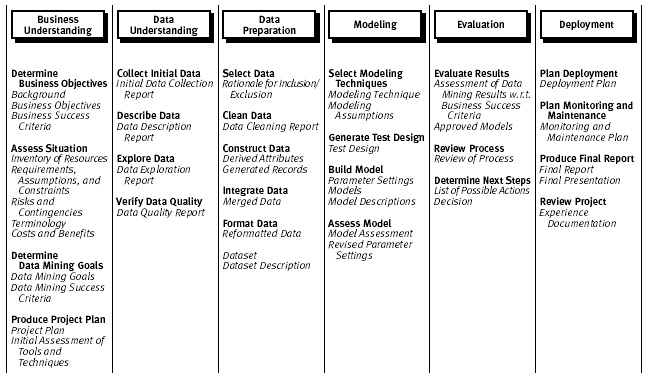 Business
Understanding
Data
Understanding
Data
Preparation
Modeling
Evaluation
Deployment
Determine
Business Objectives
Background
Business Objectives
Business Success
Criteria
Assess Situation
Inventory of Resources
Requirements,
Assumptions, and
Constraints
Risks and
Contingencies
Terminology
Costs and Benefits
Determine
Data Mining Goals
Data Mining Goals
Data Mining Success
Criteria
Produce Project Plan
Project Plan
Initial Assessment of
Tools and
Techniques
Collect Initial Data
Initial Data Collection
Report
Describe Data
Data Description
Report
Explore Data
Data Exploration
Report
Verify Data Quality
Data Quality Report
Select Data
Rationale for Inclusion/
Exclusion
Clean Data
Data Cleaning Report
Construct Data
Derived Attributes
Generated Records
Integrate Data
Merged Data
Format Data
Reformatted Data
Dataset
Dataset Description
Select Modeling
Techniques
Modeling Technique
Modeling
Assumptions
Generate Test Design
Test Design
Build Model
Parameter Settings
Models
Model Descriptions
Assess Model
Model Assessment
Revised Parameter
Settings
Evaluate Results
Assessment of Data
Mining Results w.r.t.
Business Success
Criteria
Approved Models
Review Process
Review of Process
Determine Next Steps
List of Possible Actions
Decision
Plan Deployment
Deployment Plan
Plan Monitoring and
Maintenance
Monitoring and
Maintenance Plan
Produce Final Report
Final Report
Final Presentation
Review Project
Experience
Documentation